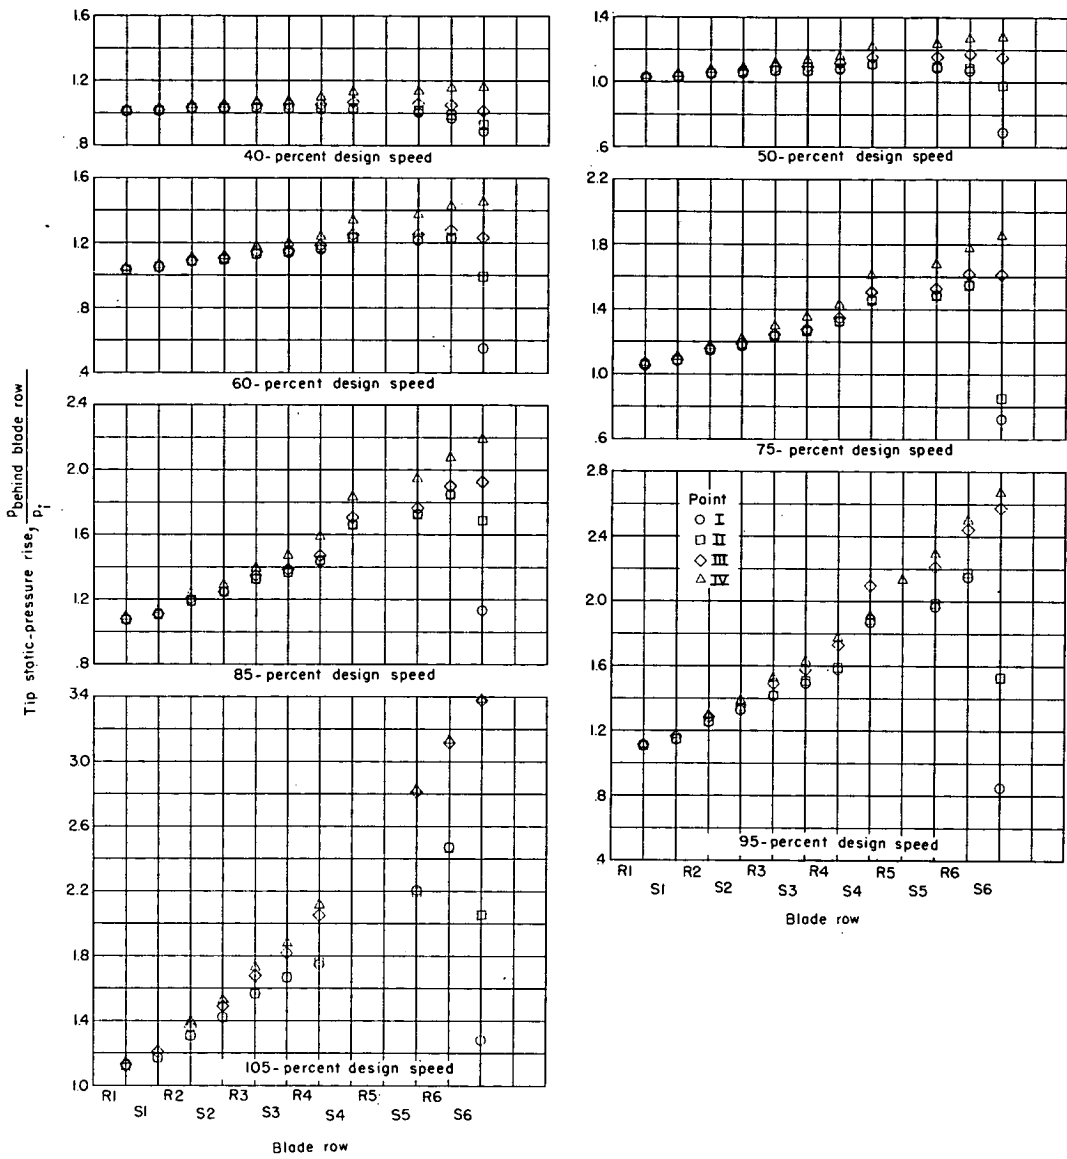 Tip static-pressure rise, p behind blade row / p i
1.6
1.2
.8
40-percent design speed
1.4
1.0
.6
50-percent design speed
1.6
1.2
.8
.4
60-percent design speed
2.2
1.8
1.4
1.0
.6
75-percent design speed
2.4
2.0
1.6
1.2
.8
85-percent design speed
2.8
2.4
2.0
1.6
1.2
.8
.4
Point
I
II
III
IV
95-percent design speed
R1 R2 R3 R4 R5 R6
S1 S2 S3 S4 S5 S6
Blade row
3.4
3.0
2.6
2.2
1.8
1.4
1.0
105-percent design speed
R1 R2 R3 R4 R5 R6
S1 S2 S3 S4 S5 S6
Blade row